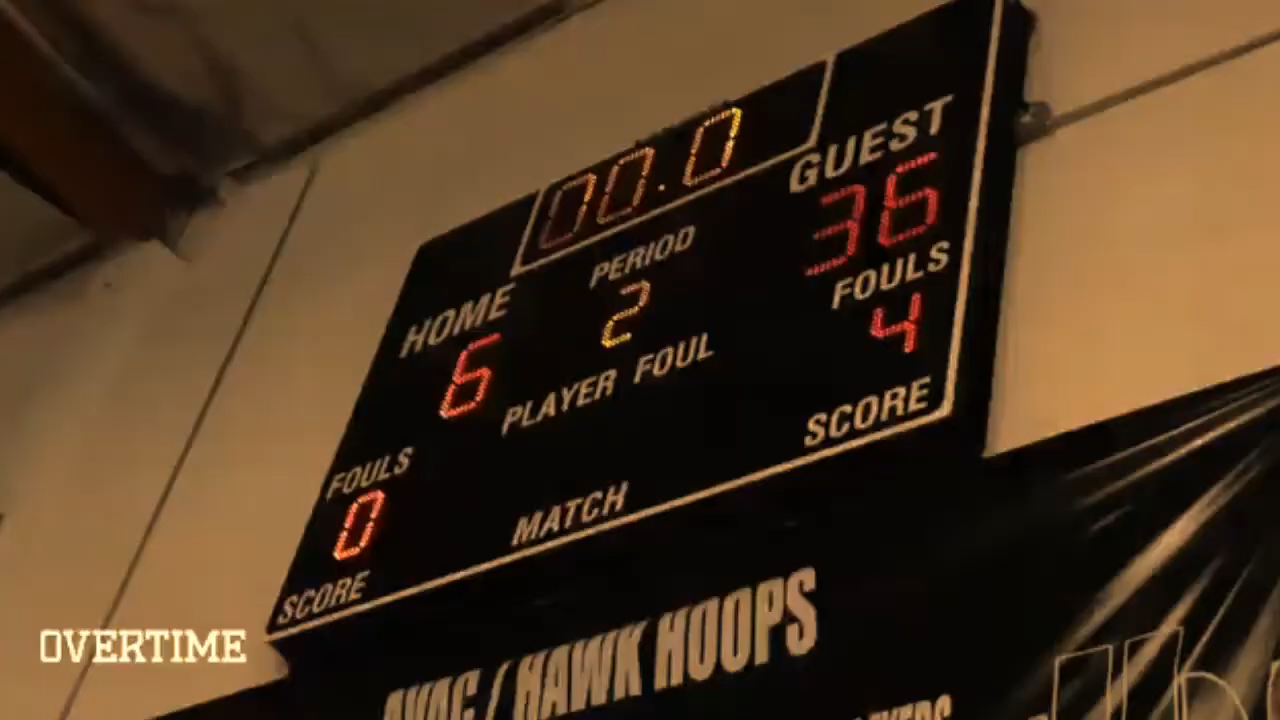 00.0
GUEST
36
PERIOD
2
HOME
6
FOULS
4
PLAYER FOUL
SCORE
FOULS
0
MATCH
SCORE
AVAC / HAWK HOOPS
OVERTIME